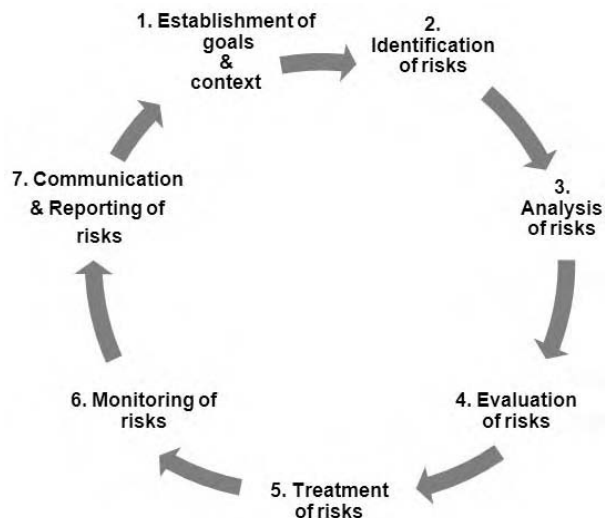 1. Establishment of
goals
&
context
2.
Identification
of risks
3.
Analysis
of risks
4. Evaluation
of risks
5. Treatment
of risks
6. Monitoring of
risks
7. Communication
& Reporting of
risks